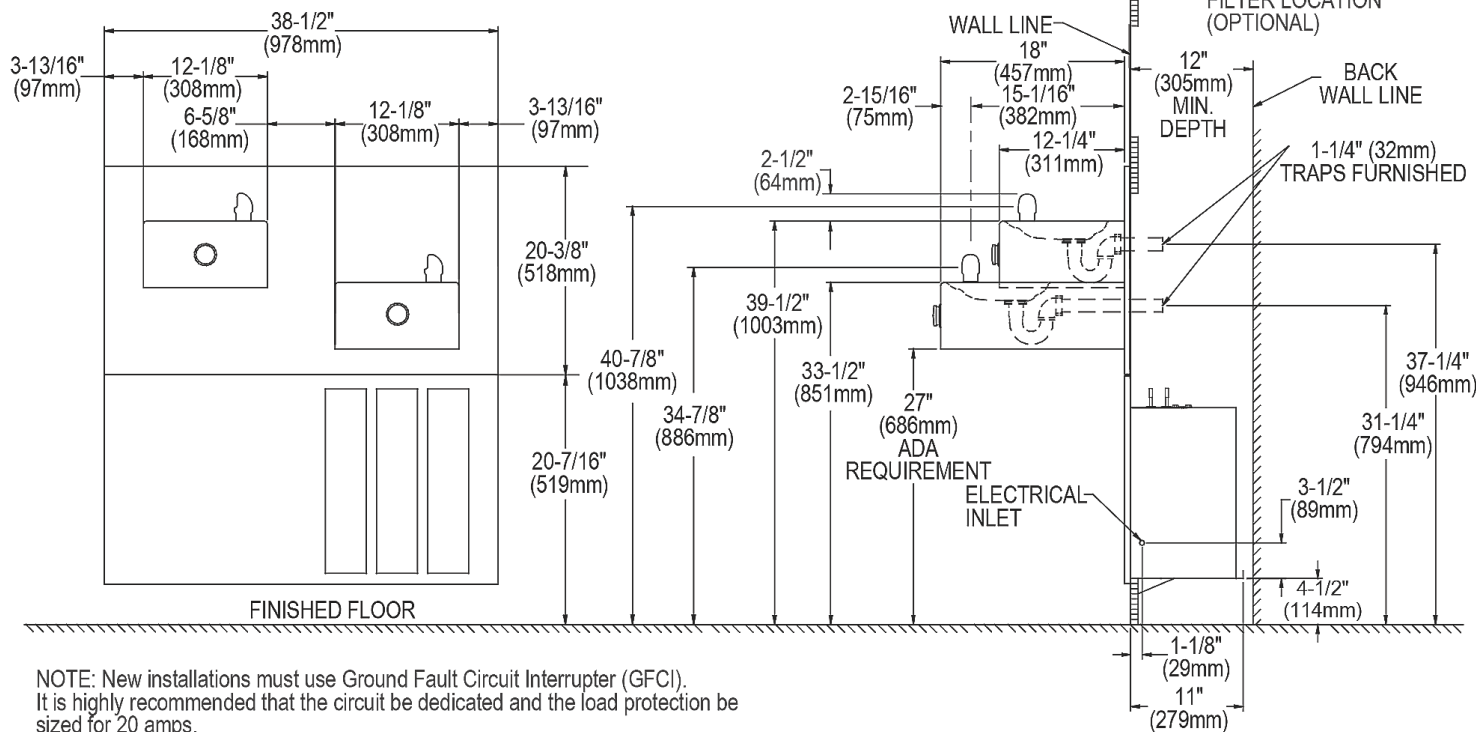 38-1/2"
(978mm)
3-13/16"
(97mm)
12-1/8"
(308mm)
6-5/8"
(168mm)
12-1/8"
(308mm)
3-13/16"
(97mm)
20-3/8"
(518mm)
20-7/16"
(519mm)
FINISHED FLOOR
FILTER LOCATION
(OPTIONAL)
WALL LINE
18"
(457mm)
2-15/16"
(75mm)
15-1/16"
(382mm)
12-1/4"
(311mm)
2-1/2"
(64mm)
12"
(305mm)
MIN.
DEPTH
BACK
WALL LINE
1-1/4" (32mm)
TRAPS FURNISHED
39-1/2"
(1003mm)
40-7/8"
(1038mm)
33-1/2"
(851mm)
34-7/8"
(886mm)
27"
(686mm)
ADA
REQUIREMENT
ELECTRICAL
INLET
37-1/4"
(946mm)
31-1/4"
(794mm)
3-1/2"
(89mm)
4-1/2"
(114mm)
1-1/8"
(29mm)
11"
(279mm)
NOTE: New installations must use Ground Fault Circuit Interrupter (GFCI).
It is highly recommended that the circuit be dedicated and the load protection be
sized for 20 amps.